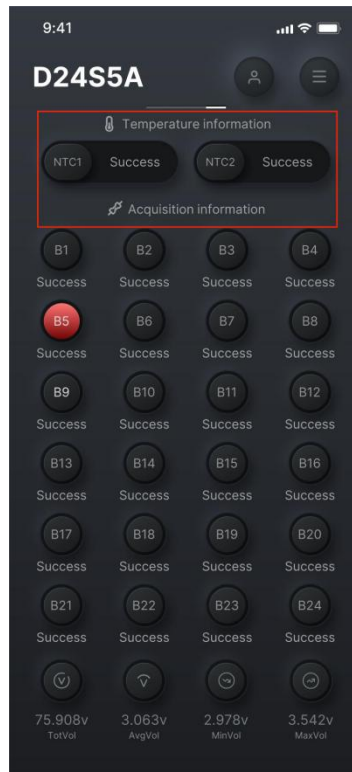 9:41
D24S5A
Temperature information
NTC1 Success NTC2 Success
Acquisition information
B1 B2 B3 B4
Success Success Success Success
B5 B6 B7 B8
Success Success Success Success
B9 B10 B11 B12
Success Success Success Success
B13 B14 B15 B16
Success Success Success Success
B17 B18 B19 B20
Success Success Success Success
B21 B22 B23 B24
Success Success Success Success
V V
75.908v 3.063v 2.978v 3.542v
TotVol AvgVol MinVol MaxVol